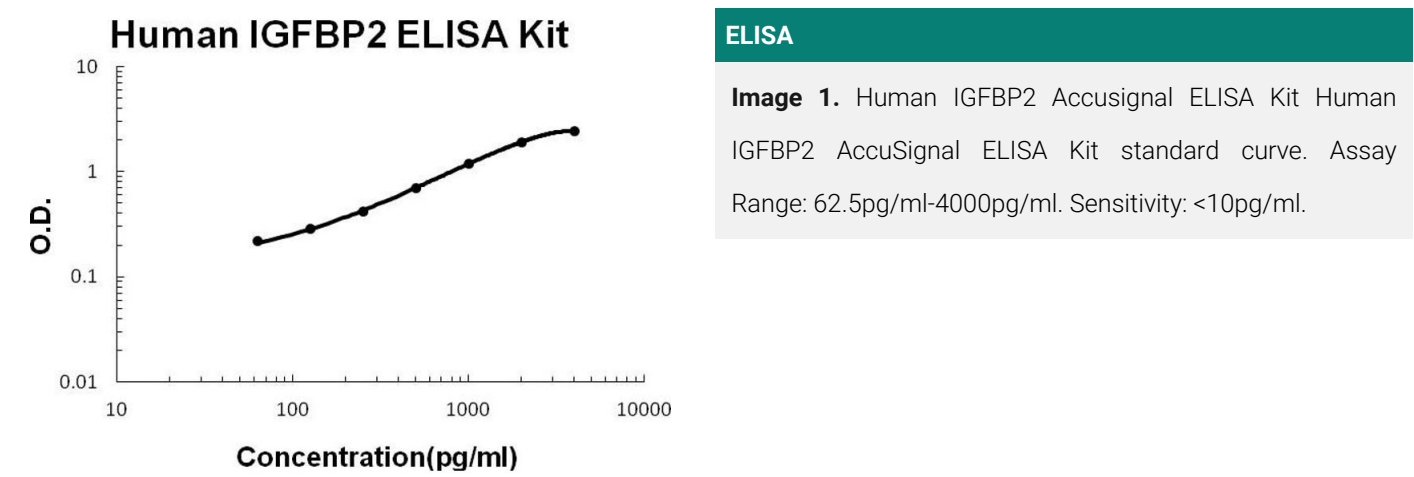 Human IGFBP2 ELISA Kit
10
1
0.1
0.01
O.D.
10 100 1000 10000
Concentration(pg/ml)
ELISA
Image 1. Human IGFBP2 Accusignal ELISA Kit Human
IGFBP2 AccuSignal ELISA Kit standard curve. Assay
Range: 62.5pg/ml-4000pg/ml. Sensitivity: <10pg/ml.